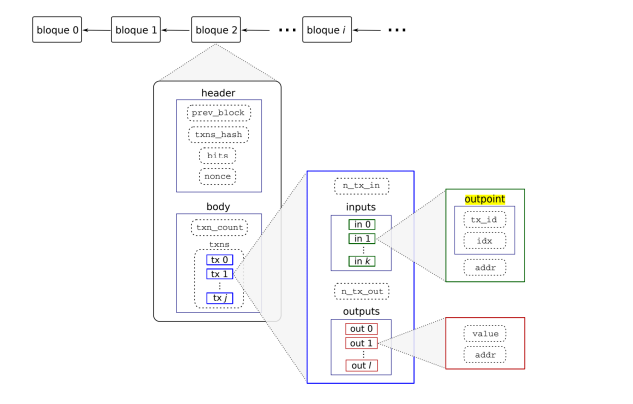 bloque 0
bloque 1
bloque 2
...
bloque i
...
header
prev_block
txns_hash
bits
nonce
body
txn_count
txns
tx 0
tx 1
⋮
tx j
n_tx_in
inputs
in 0
in 1
⋮
in k
n_tx_out
outputs
out 0
out 1
⋮
out l
outpoint
tx_id
idx
addr
value
addr